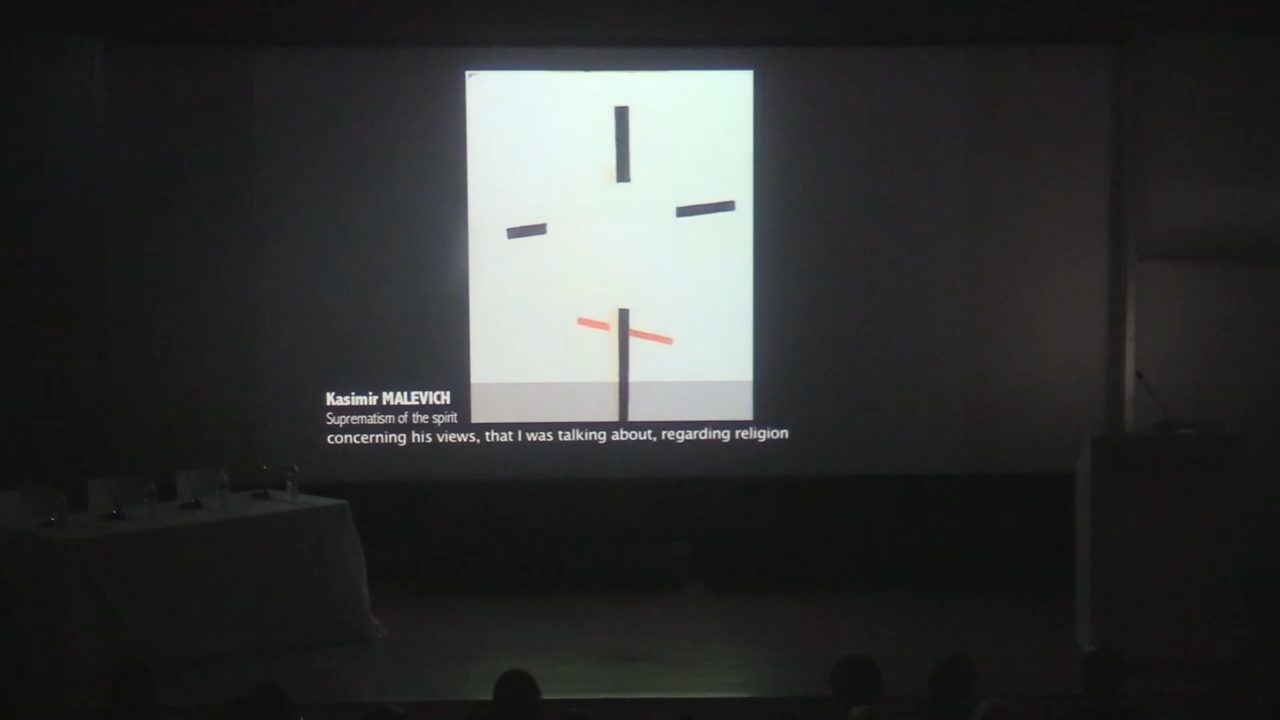 Kasimir MALEVICH
Suprematism of the spirit
concerning his views, that I was talking about, regarding religion